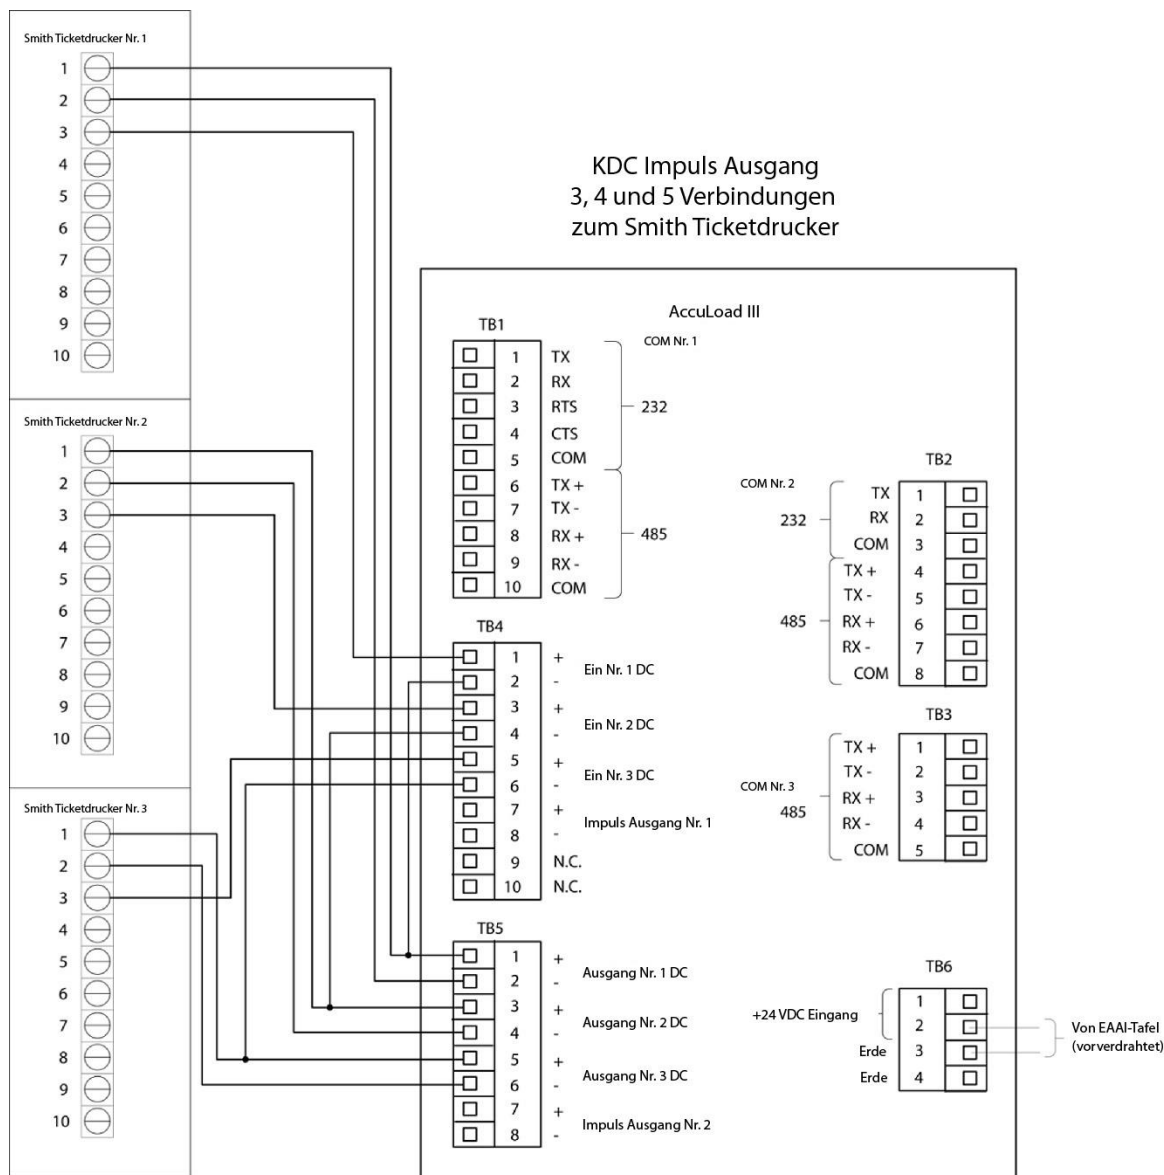 Smith Ticketdrucker Nr. 1
1
2
3
4
5
6
7
8
9
10
Smith Ticketdrucker Nr. 2
1
2
3
4
5
6
7
8
9
10
Smith Ticketdrucker Nr. 3
1
2
3
4
5
6
7
8
9
10
KDC Impuls Ausgang
3, 4 und 5 Verbindungen
zum Smith Ticketdrucker
AccuLoad III
TB1
COM Nr. 1
1 TX
2 RX
3 RTS
4 CTS
5 COM
232
6 TX +
7 TX -
8 RX +
9 RX -
10 COM
485
TB2
COM Nr. 2
TX 1
RX 2
COM 3
232
TX + 4
TX - 5
RX + 6
RX - 7
COM 8
485
TB4
1 +
2 -
Ein Nr. 1 DC
3 +
4 -
Ein Nr. 2 DC
5 +
6 -
Ein Nr. 3 DC
7 +
8 -
Impuls Ausgang Nr. 1
9 N.C.
10 N.C.
TB3
COM Nr. 3
485
TX + 1
TX - 2
RX + 3
RX - 4
COM 5
TB5
1 +
2 -
Ausgang Nr. 1 DC
3 +
4 -
Ausgang Nr. 2 DC
5 +
6 -
Ausgang Nr. 3 DC
7 +
8 -
Impuls Ausgang Nr. 2
TB6
+24 VDC Eingang
1
2
Erde 3
Erde 4
Von EAAI-Tafel
(vorverdrahtet)